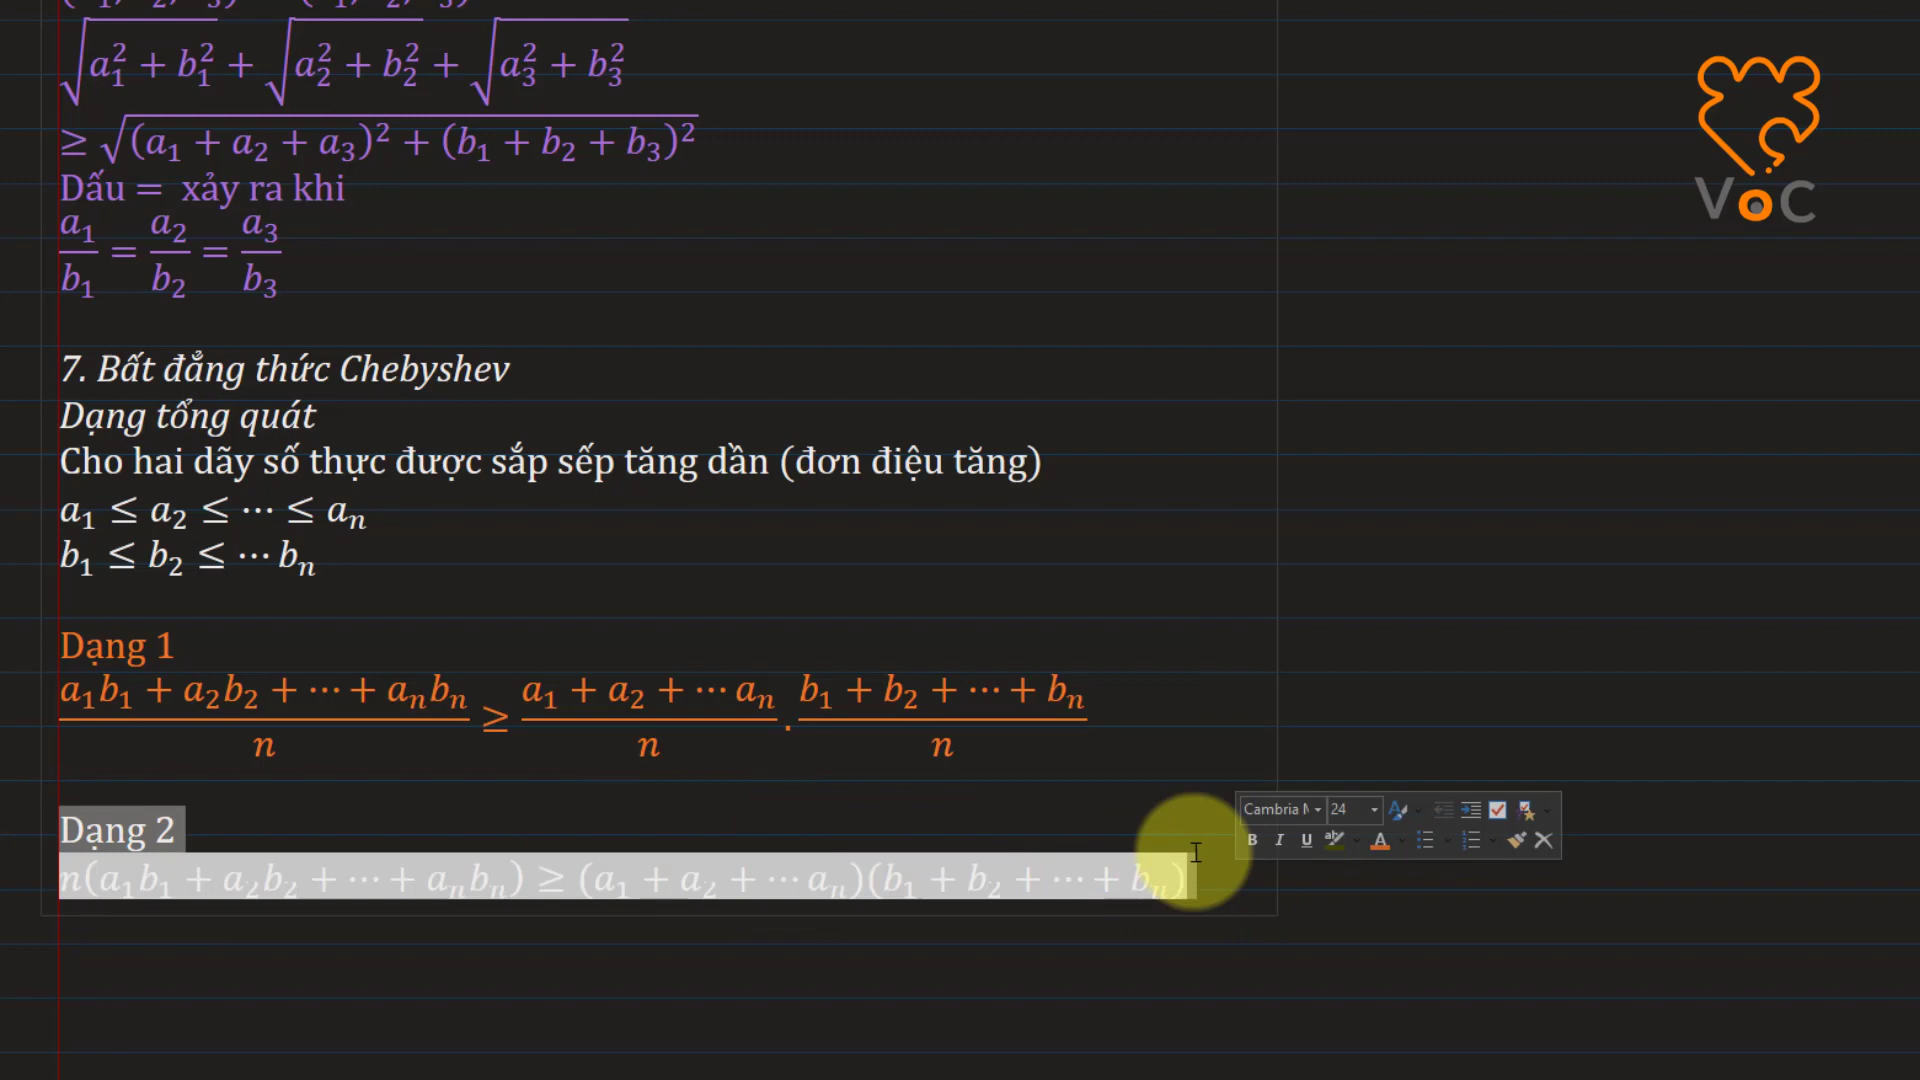 √(a₁² + b₁²) + √(a₂² + b₂²) + √(a₃² + b₃²)
≥ √((a₁ + a₂ + a₃)² + (b₁ + b₂ + b₃)²)
Dấu = xảy ra khi
a₁/b₁ = a₂/b₂ = a₃/b₃
7. Bất đẳng thức Chebyshev
Dạng tổng quát
Cho hai dãy số thực được sắp sếp tăng dần (đơn điệu tăng)
a₁ ≤ a₂ ≤ ⋯ ≤ aₙ
b₁ ≤ b₂ ≤ ⋯ bₙ
Dạng 1
(a₁b₁ + a₂b₂ + ⋯ + aₙbₙ)/n ≥ (a₁ + a₂ + ⋯ aₙ)/n . (b₁ + b₂ + ⋯ + bₙ)/n
Dạng 2
n(a₁b₁ + a₂b₂ + ⋯ + aₙbₙ) ≥ (a₁ + a₂ + ⋯ aₙ)(b₁ + b₂ + ⋯ + bₙ)
VOC
Cambria 24
B I U ab A